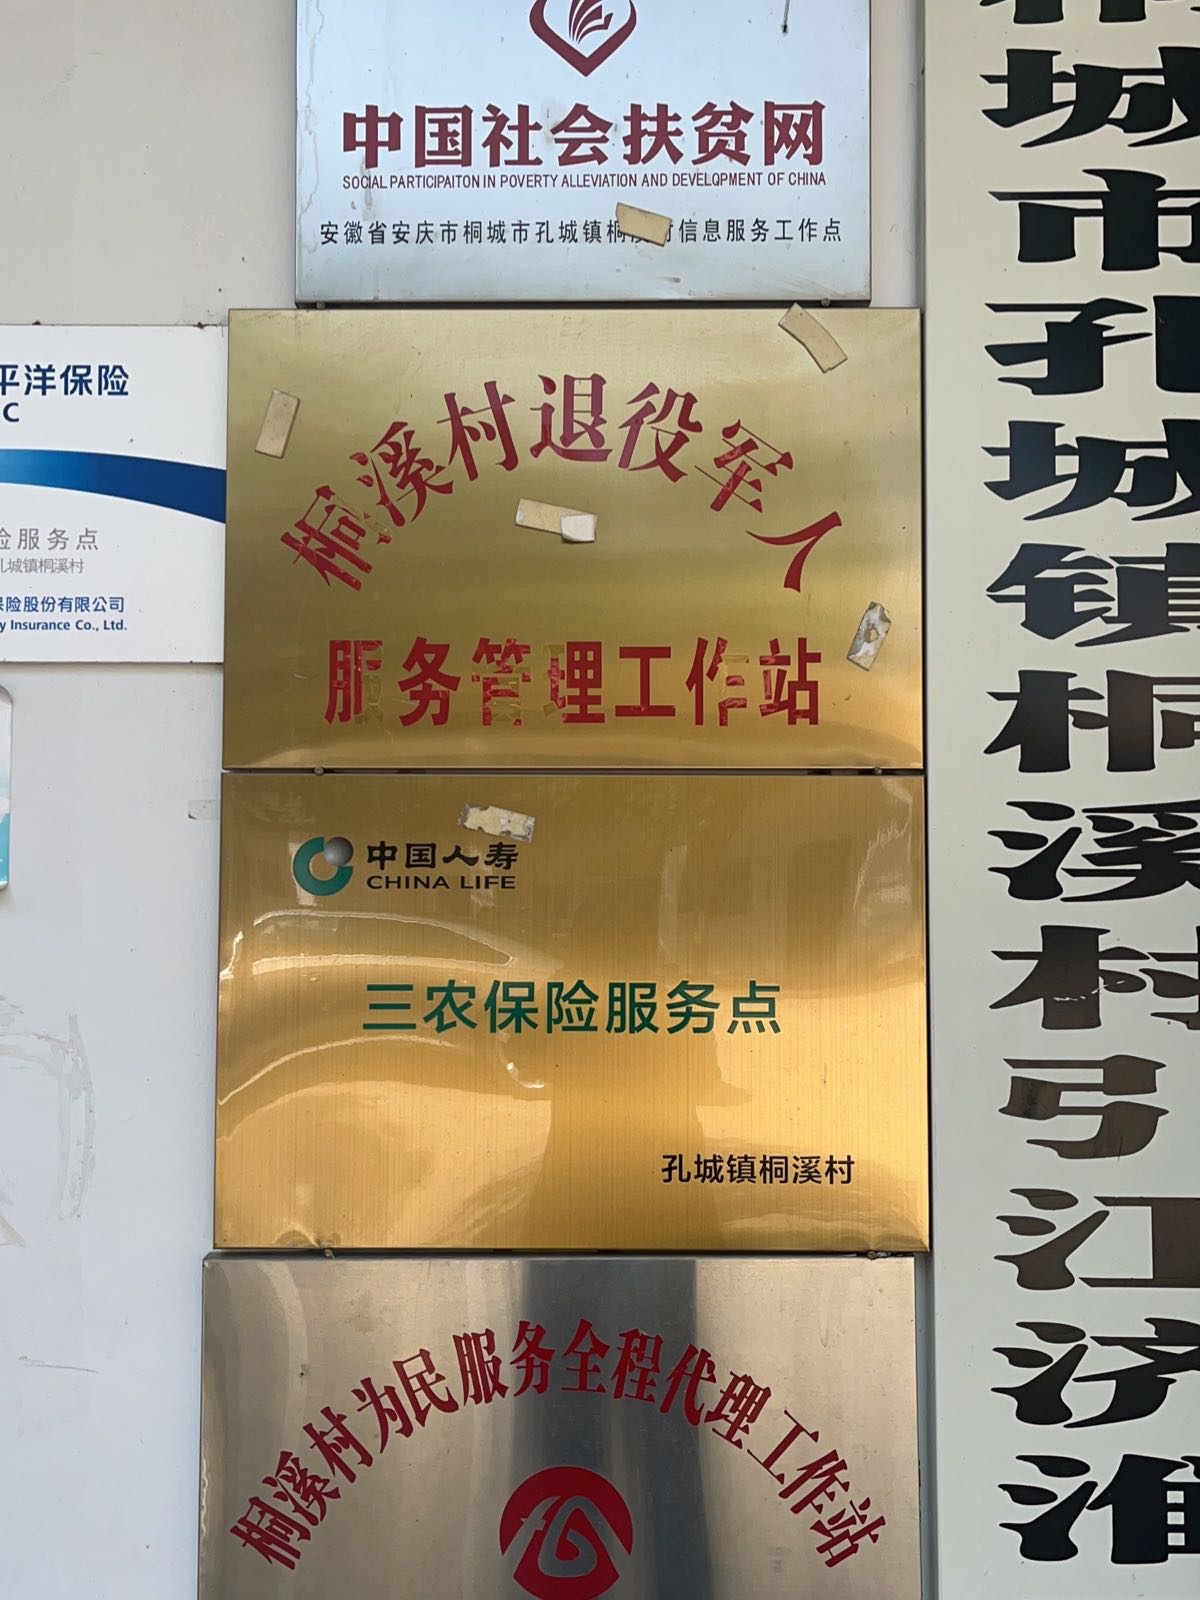 中国社会扶贫网
SOCIAL PARTICIPAITON IN POVERTY ALLEVIATION AND DEVELQPMENT OF CHINA
安徽省安庆市桐城市孔城镇桐溪村信息服务工作点
平洋保险
C
险服务点
孔城镇桐溪村
保险股份有限公司
y Insurance Co., Ltd.
桐溪村退役军人
服务管理工作站
中国人寿
CHINA LIFE
三农保险服务点
孔城镇桐溪村
桐溪村为民服务全程代理工作站
桐城市孔城镇桐溪村引江济淮